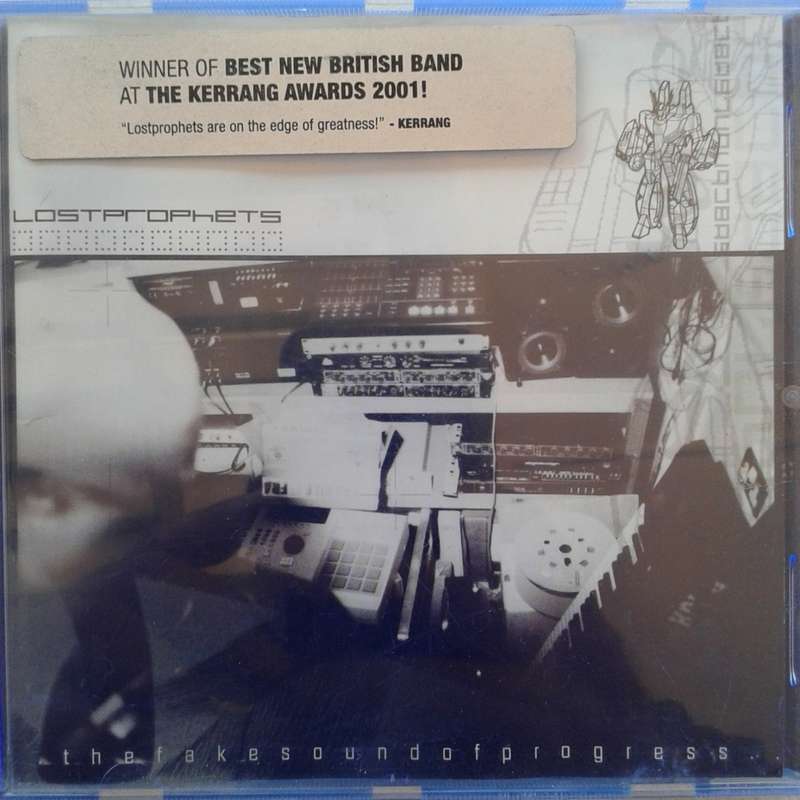 WINNER OF BEST NEW BRITISH BAND
AT THE KERRANG AWARDS 2001!
“Lostprophets are on the edge of greatness!” - KERRANG
LOSTPROPHETS
.thefakesoundofprogress...